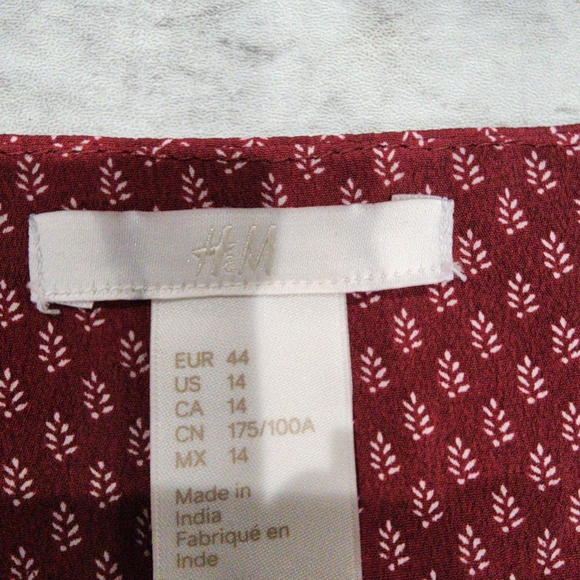 H&M
EUR 44
US 14
CA 14
CN 175/100A
MX 14
Made in
India
Fabriqué en
Inde